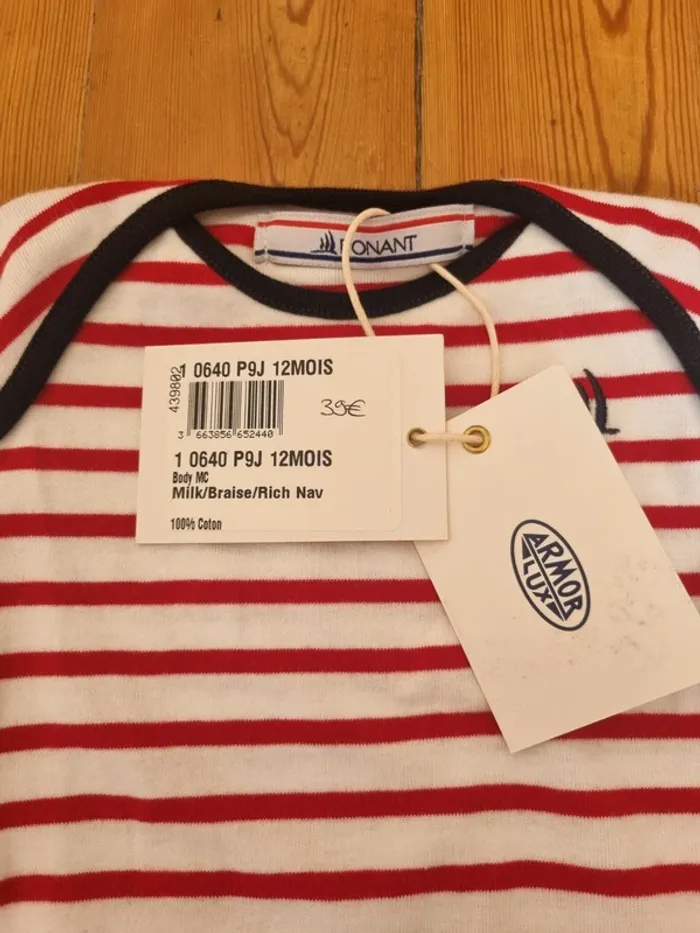 PONANT
439802
1 0640 P9J 12MOIS
39€
3 663856 652440
1 0640 P9J 12MOIS
Body MC
Milk/Braise/Rich Nav
100% Coton
ARMOR
LUX